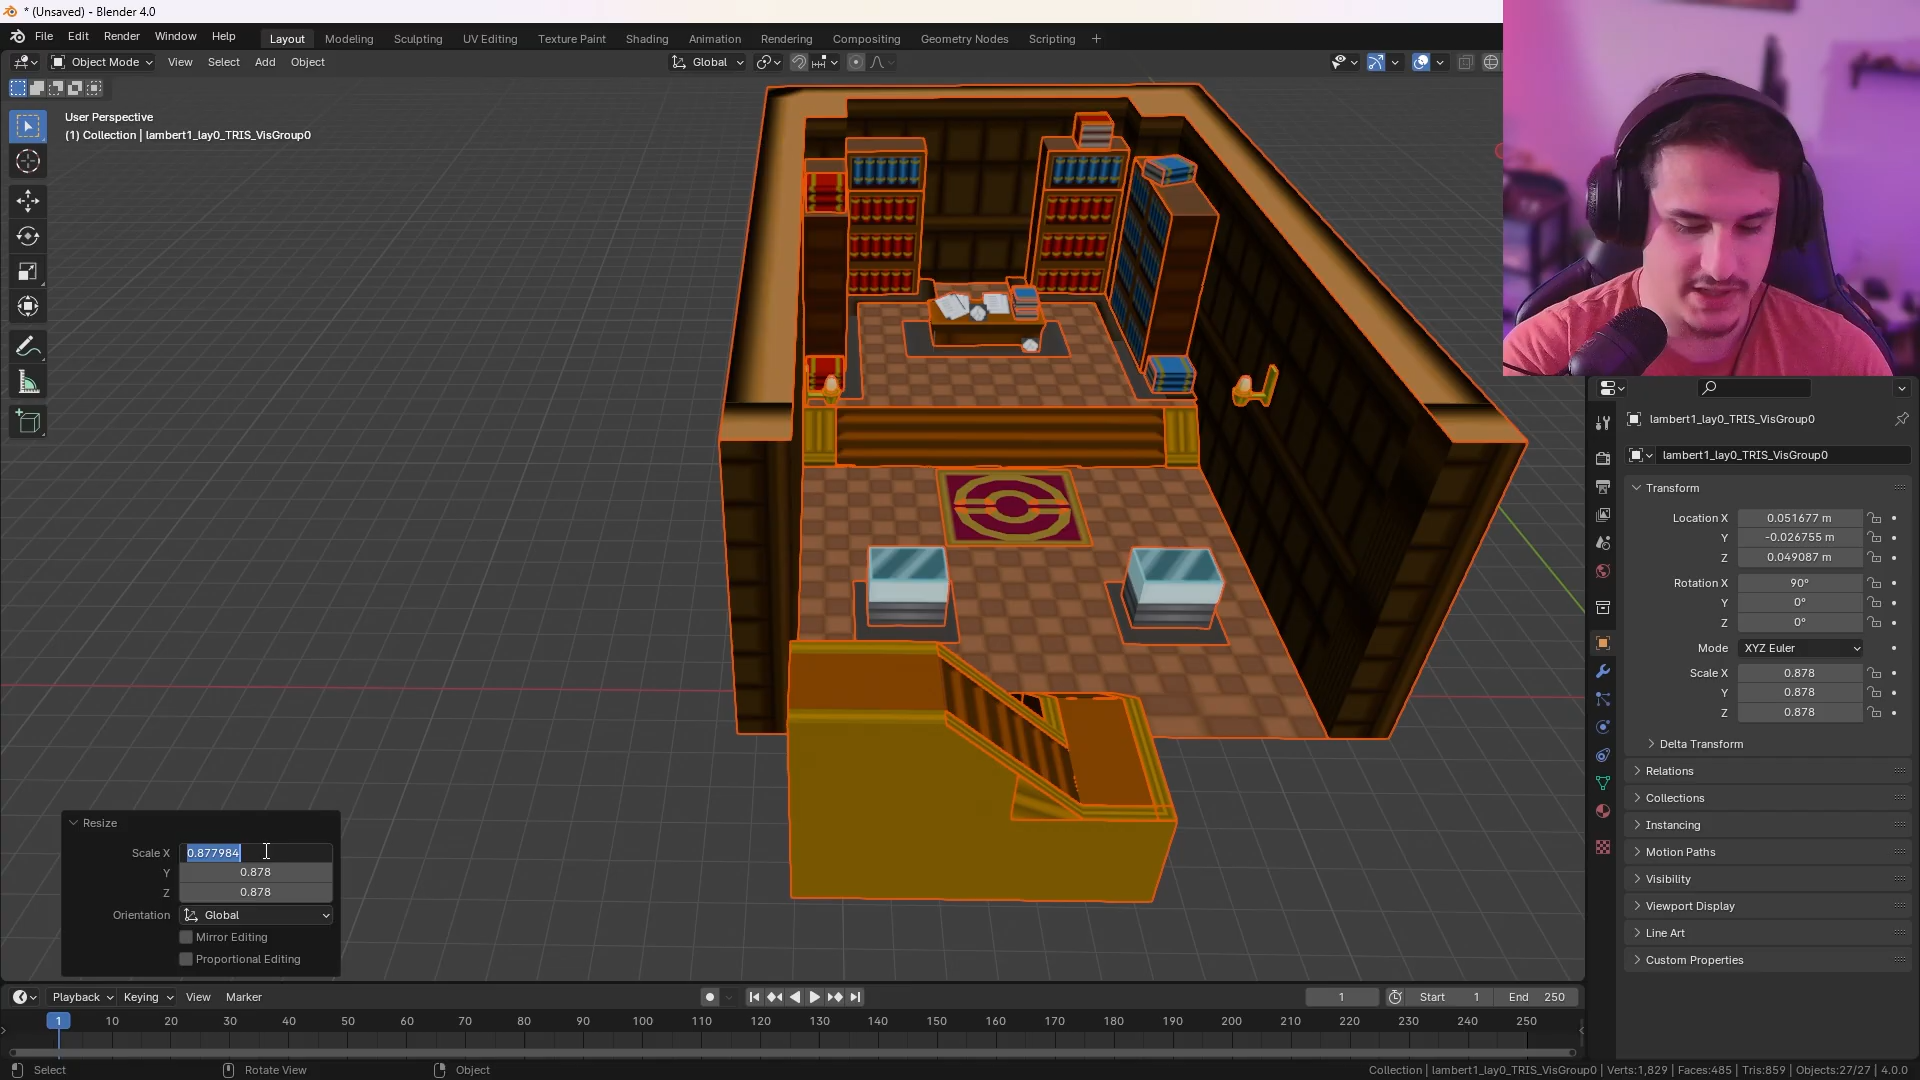 * (Unsaved) - Blender 4.0
File Edit Render Window Help
Layout Modeling Sculpting UV Editing Texture Paint Shading Animation Rendering Compositing Geometry Nodes Scripting +
Object Mode View Select Add Object
Global
User Perspective
(1) Collection | lambert1_lay0_TRIS_VisGroup0
lambert1_lay0_TRIS_VisGroup0
lambert1_lay0_TRIS_VisGroup0
Transform
Location X 0.051677 m
Y -0.026755 m
Z 0.049087 m
Rotation X 90°
Y 0°
Z 0°
Mode XYZ Euler
Scale X 0.878
Y 0.878
Z 0.878
Delta Transform
Relations
Collections
Instancing
Motion Paths
Visibility
Viewport Display
Line Art
Custom Properties
Resize
Scale X 0.877984
Y 0.878
Z 0.878
Orientation Global
Mirror Editing
Proportional Editing
Playback Keying View Marker
1 Start 1 End 250
1 10 20 30 40 50 60 70 80 90 100 110 120 130 140 150 160 170 180 190 200 210 220 230 240 250
Select Rotate View Object
Collection | lambert1_lay0_TRIS_VisGroup0 | Verts:1,829 | Faces:485 | Tris:859 | Objects:27/27 | 4.0.0